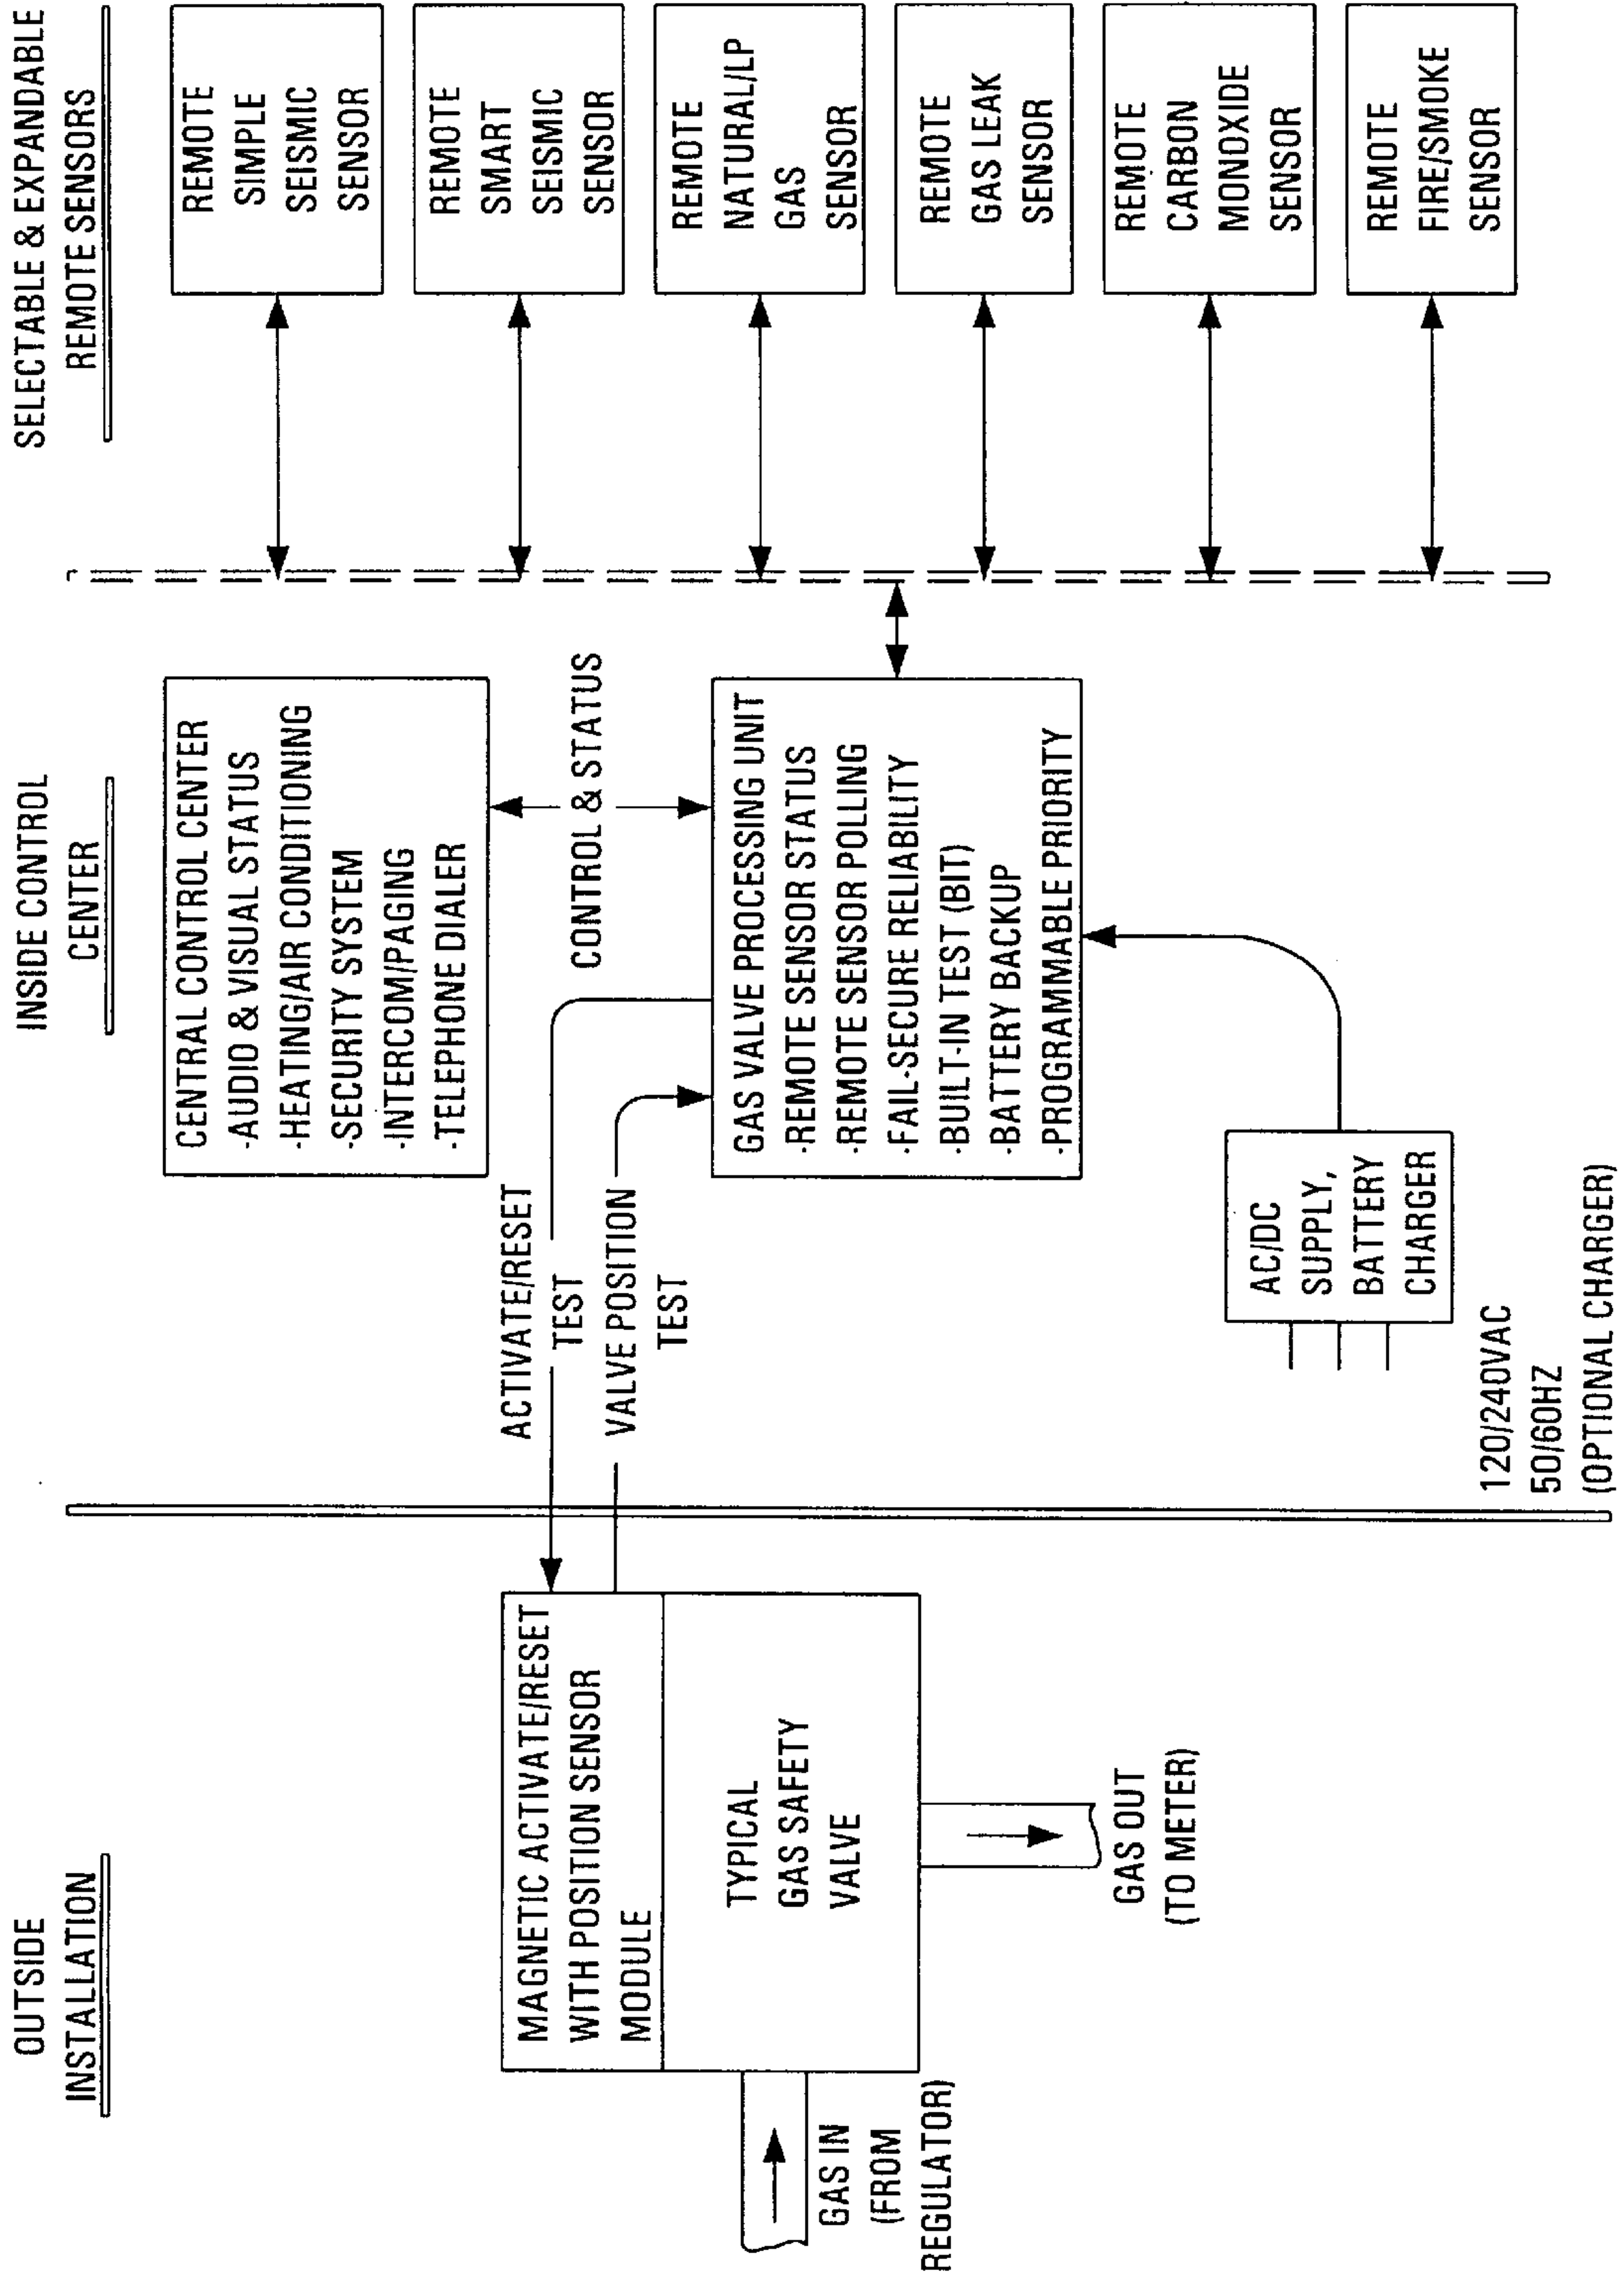 OUTSIDE
INSTALLATION
MAGNETIC ACTIVATE/RESET
WITH POSITION SENSOR
MODULE
TYPICAL
GAS SAFETY
VALVE
GAS IN
(FROM
REGULATOR)
GAS OUT
(TO METER)
INSIDE CONTROL
CENTER
CENTRAL CONTROL CENTER
·AUDIO & VISUAL STATUS
·HEATING/AIR CONDITIONING
·SECURITY SYSTEM
·INTERCOM/PAGING
·TELEPHONE DIALER
ACTIVATE/RESET
TEST
VALVE POSITION
TEST
CONTROL & STATUS
GAS VALVE PROCESSING UNIT
·REMOTE SENSOR STATUS
·REMOTE SENSOR POLLING
·FAIL-SECURE RELIABILITY
·BUILT-IN TEST (BIT)
·BATTERY BACKUP
·PROGRAMMABLE PRIORITY
AC/DC
SUPPLY,
BATTERY
CHARGER
120/240VAC
50/60HZ
(OPTIONAL CHARGER)
SELECTABLE & EXPANDABLE
REMOTE SENSORS
REMOTE
SIMPLE
SEISMIC
SENSOR
REMOTE
SMART
SEISMIC
SENSOR
REMOTE
NATURAL/LP
GAS
SENSOR
REMOTE
GAS LEAK
SENSOR
REMOTE
CARBON
MONOXIDE
SENSOR
REMOTE
FIRE/SMOKE
SENSOR